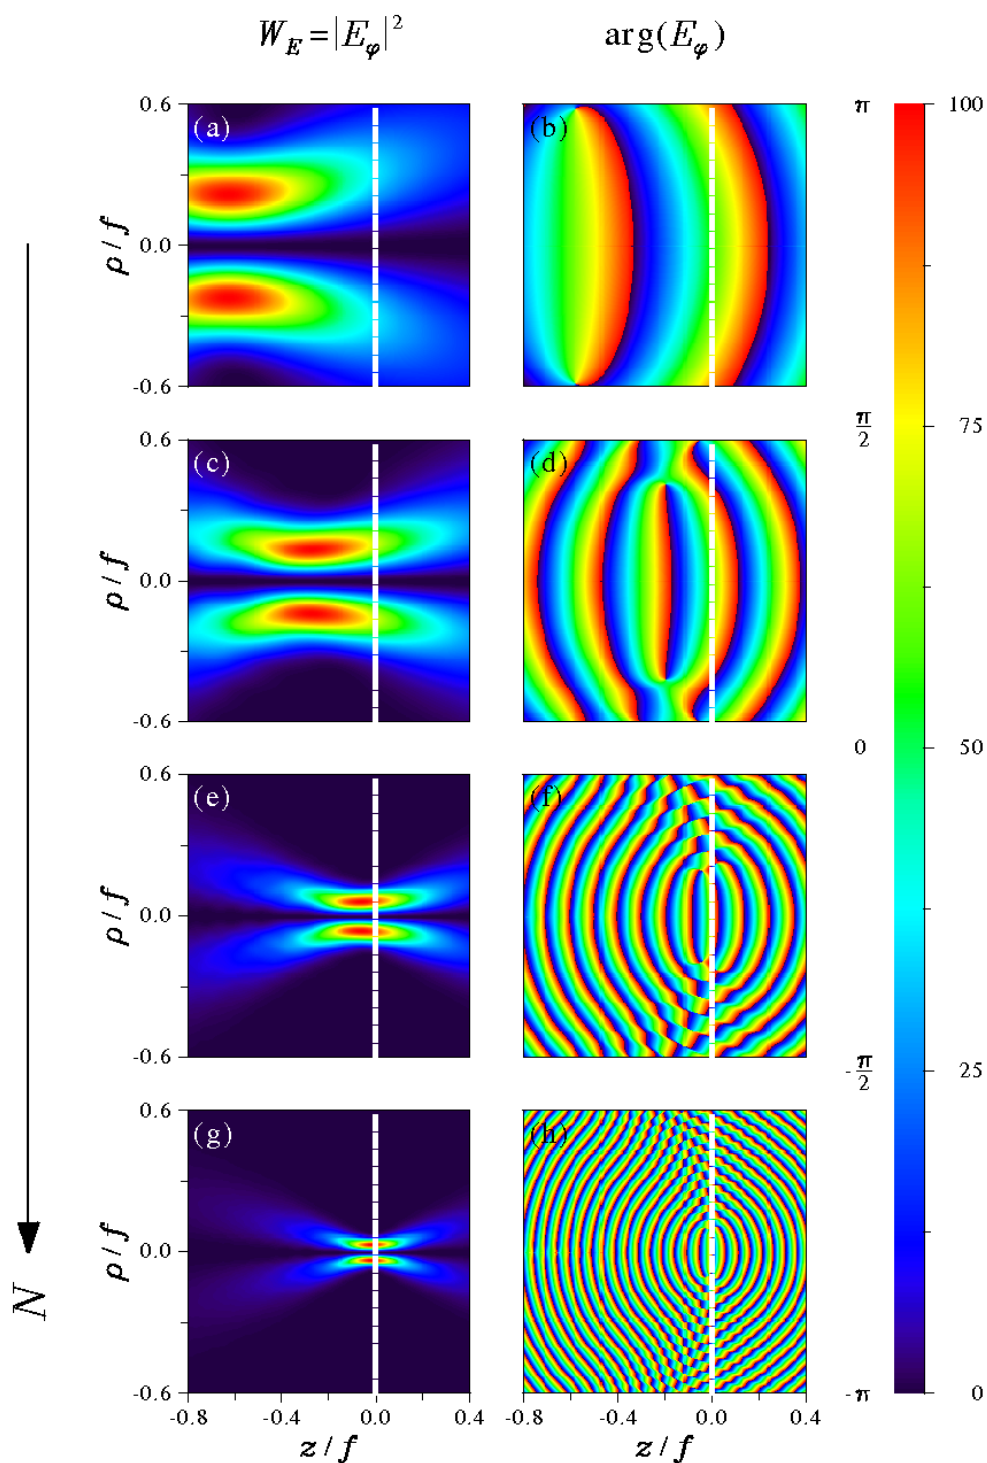 W_E = |E_φ|² arg(E_φ)
0.6 (a) (b) π 100
ρ / f 0.0
-0.6
0.6 (c) (d) π/2 75
ρ / f 0.0
-0.6
0 50
0.6 (e) (f)
ρ / f 0.0
-0.6
-π/2 25
0.6 (g) (h)
ρ / f 0.0
N
-0.6 -π 0
-0.8 -0.4 0.0 0.4 -0.8 -0.4 0.0 0.4
z / f z / f